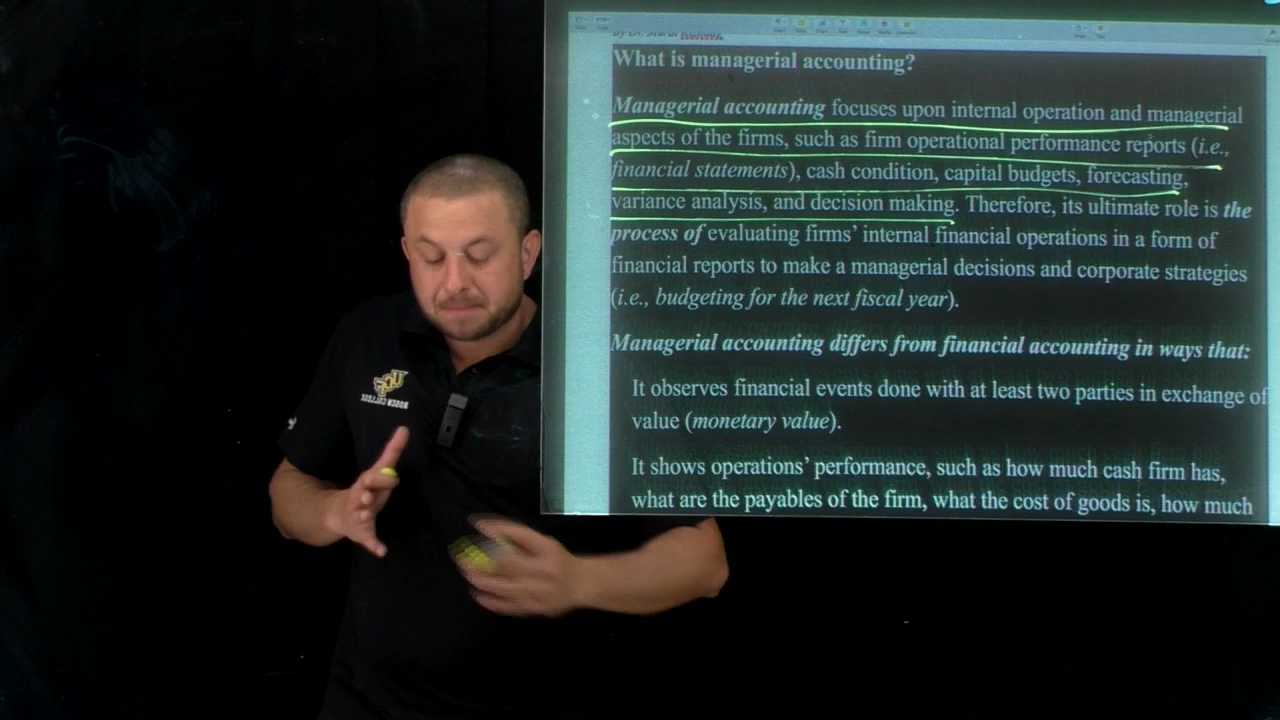 By Dr. Murat
What is managerial accounting?
Managerial accounting focuses upon internal operation and managerial
aspects of the firms, such as firm operational performance reports (i.e.,
financial statements), cash condition, capital budgets, forecasting,
variance analysis, and decision making. Therefore, its ultimate role is the
process of evaluating firms’ internal financial operations in a form of
financial reports to make a managerial decisions and corporate strategies
(i.e., budgeting for the next fiscal year).
Managerial accounting differs from financial accounting in ways that:
It observes financial events done with at least two parties in exchange of
value (monetary value).
It shows operations’ performance, such as how much cash firm has,
what are the payables of the firm, what the cost of goods is, how much
UCF
ROSEN COLLEGE